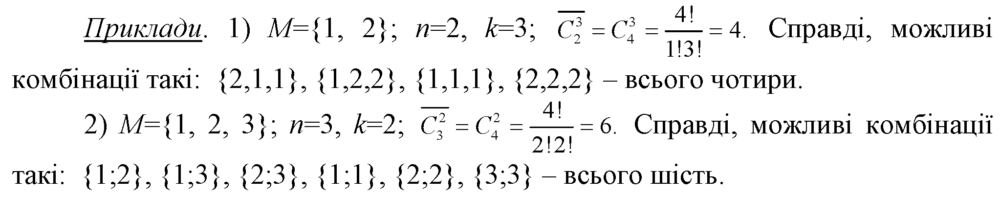 Приклади. 1) M={1, 2}; n=2, k=3; $\overline{C_2^3} = C_4^3 = \frac{4!}{1!3!} = 4.$ Справді, можливі
комбінації такі: {2,1,1}, {1,2,2}, {1,1,1}, {2,2,2} – всього чотири.
2) M={1, 2, 3}; n=3, k=2; $\overline{C_3^2} = C_4^2 = \frac{4!}{2!2!} = 6.$ Справді, можливі комбінації
такі: {1;2}, {1;3}, {2;3}, {1;1}, {2;2}, {3;3} – всього шість.